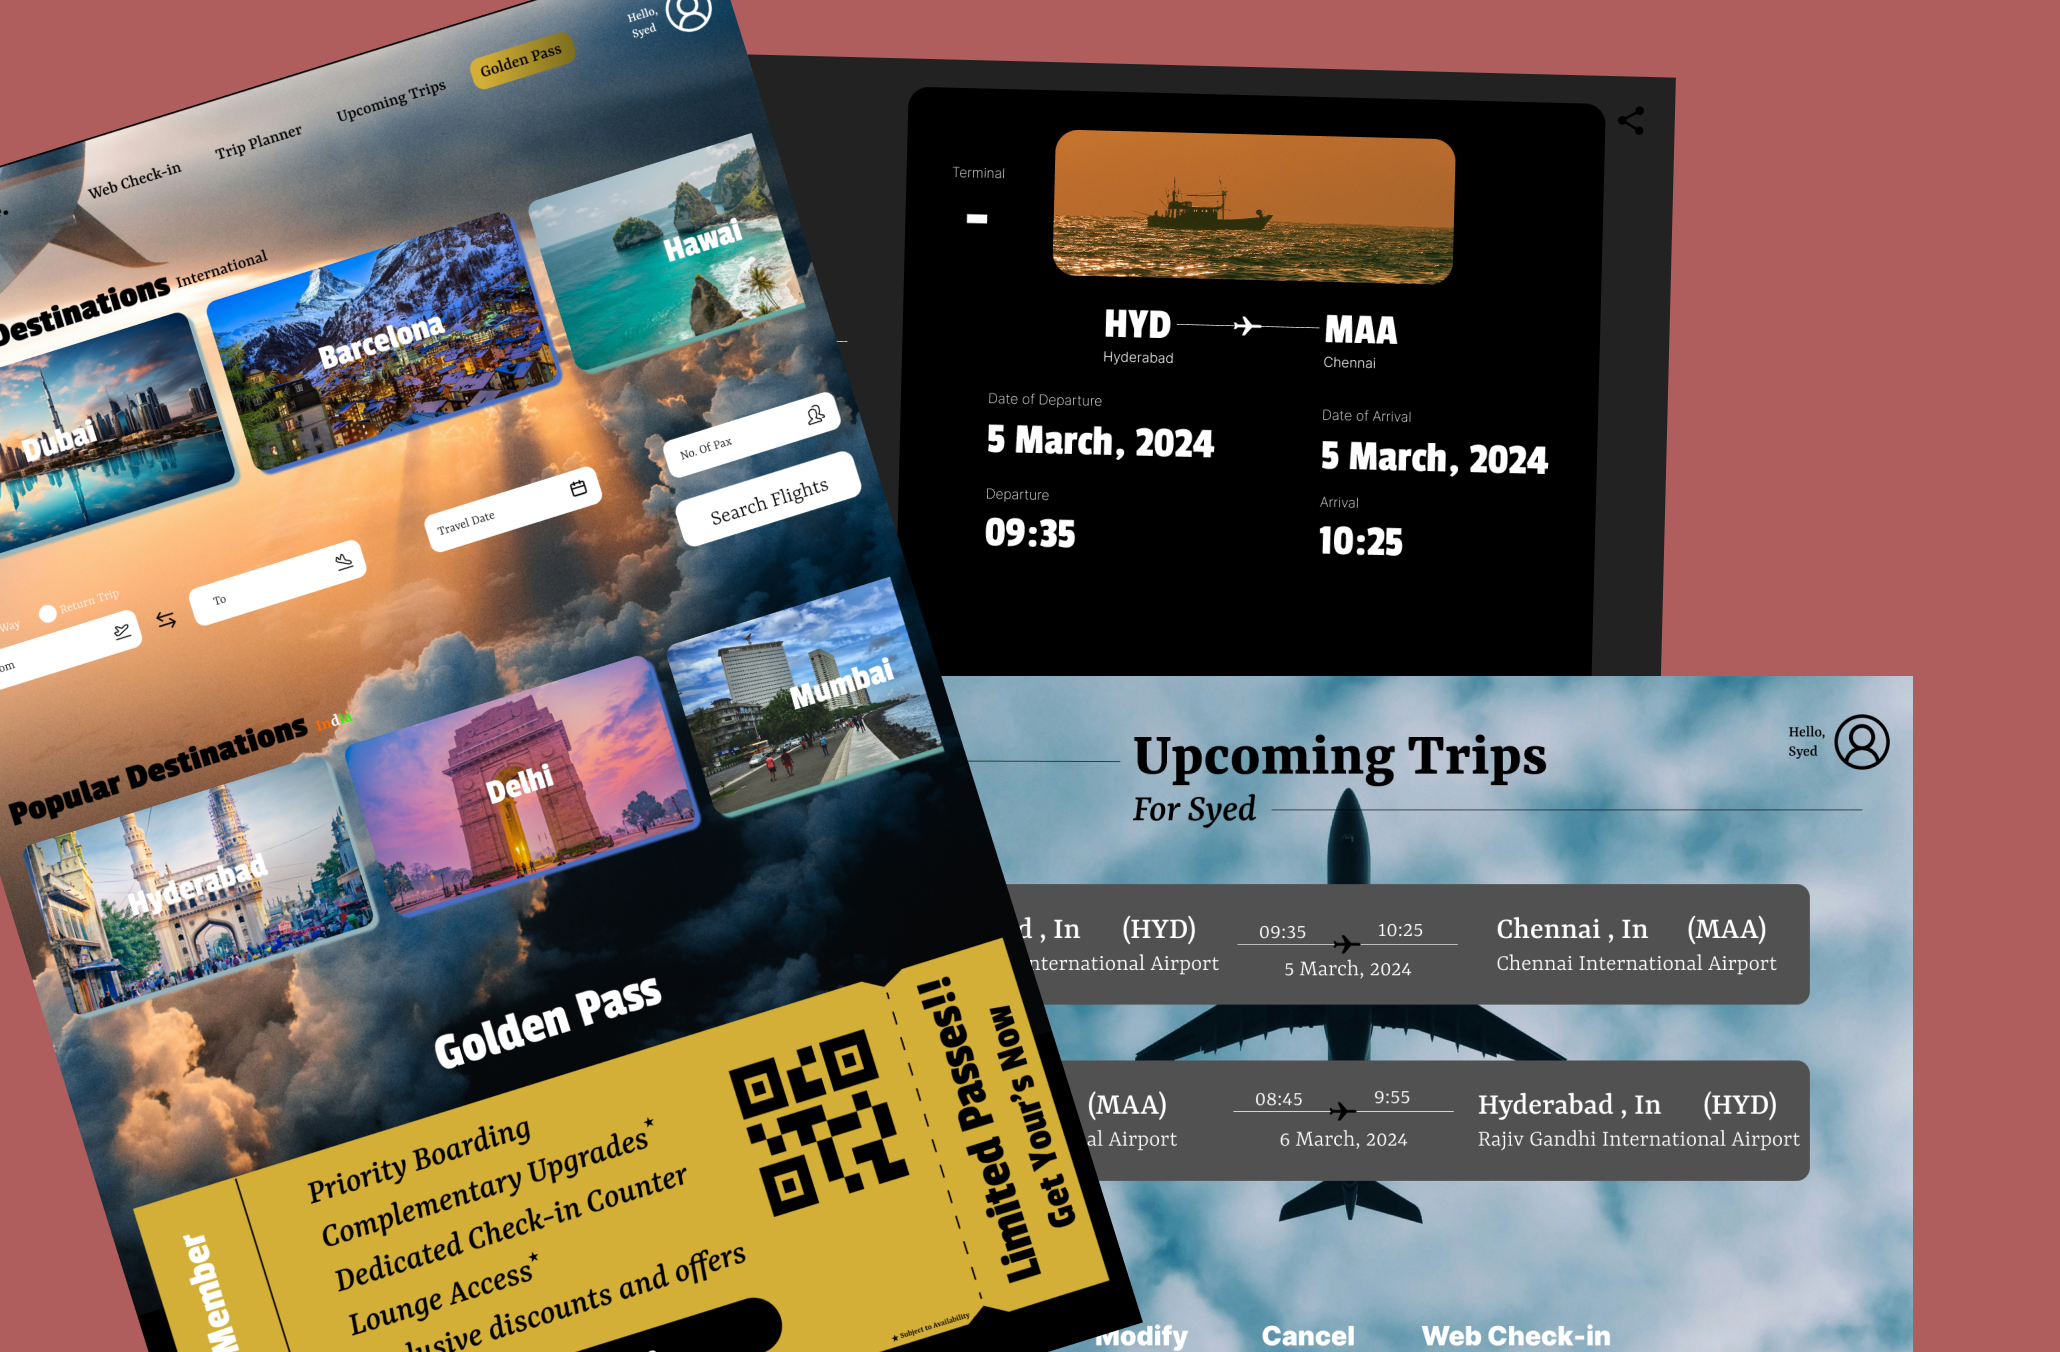 Hello,
Syed
Web Check-in
Trip Planner
Upcoming Trips
Golden Pass
Destinations International
Dubai
Barcelona
Hawai
Way
Return Trip
To
Travel Date
No. Of Pax
Search Flights
Popular Destinations India
Hyderabad
Delhi
Mumbai
Golden Pass
Member
Priority Boarding
Complementary Upgrades*
Dedicated Check-in Counter
Lounge Access*
discounts and offers
★ Subject to Availability
Limited Passes!!
Get Your's Now
Terminal
-
HYD
MAA
Hyderabad
Chennai
Date of Departure
Date of Arrival
5 March, 2024
5 March, 2024
Departure
Arrival
09:35
10:25
Upcoming Trips
For Syed
Hello,
Syed
, In (HYD)
09:35
10:25
Chennai , In (MAA)
International Airport
5 March, 2024
Chennai International Airport
(MAA)
08:45
9:55
Hyderabad , In (HYD)
Airport
6 March, 2024
Rajiv Gandhi International Airport
Modify
Cancel
Web Check-in